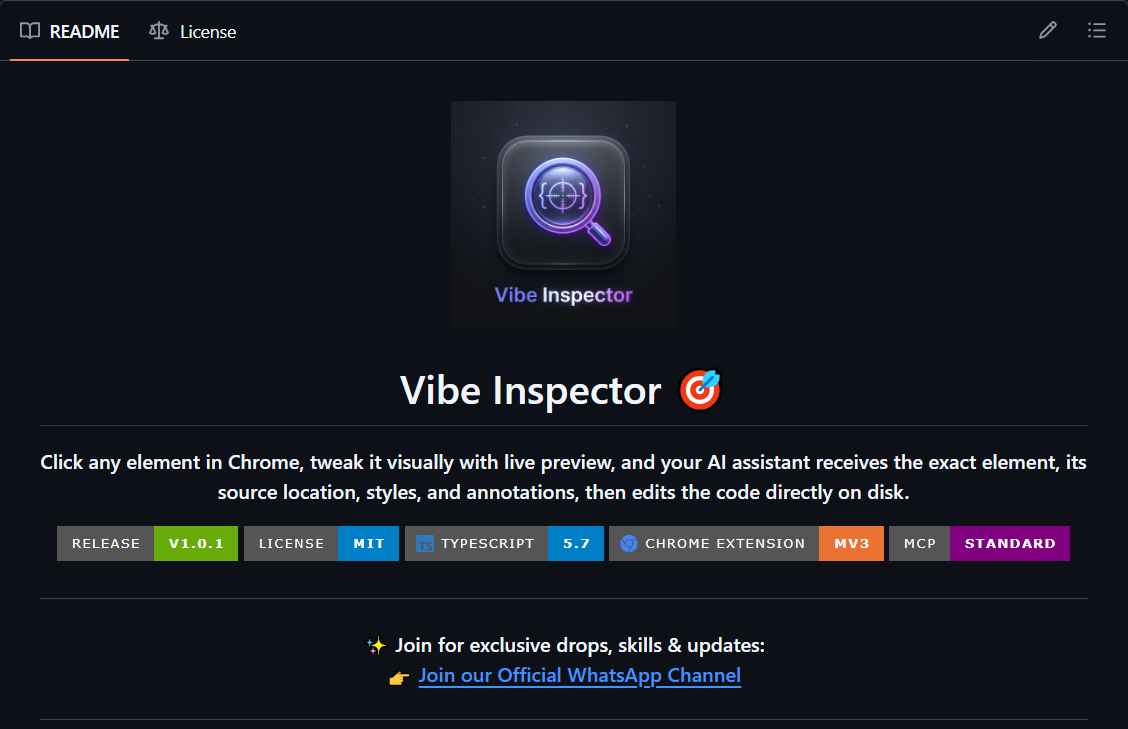 README
License
Vibe Inspector
Vibe Inspector 🎯
Click any element in Chrome, tweak it visually with live preview, and your AI assistant receives the exact element, its
source location, styles, and annotations, then edits the code directly on disk.
RELEASE V1.0.1 LICENSE MIT TS TYPESCRIPT 5.7 CHROME EXTENSION MV3 MCP STANDARD
✨ Join for exclusive drops, skills & updates:
👉 Join our Official WhatsApp Channel